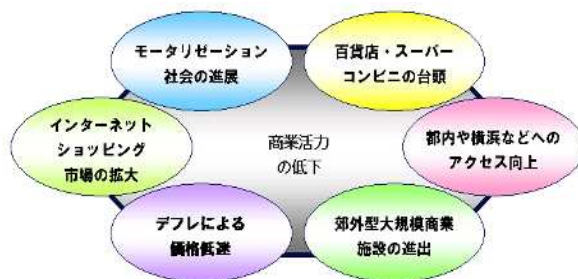 モータリゼーション
社会の進展
百貨店・スーパー
コンビニの台頭
インターネット
ショッピング
市場の拡大
商業活力
の低下
都内や横浜などへの
アクセス向上
デフレによる
価格低迷
郊外型大規模商業
施設の進出